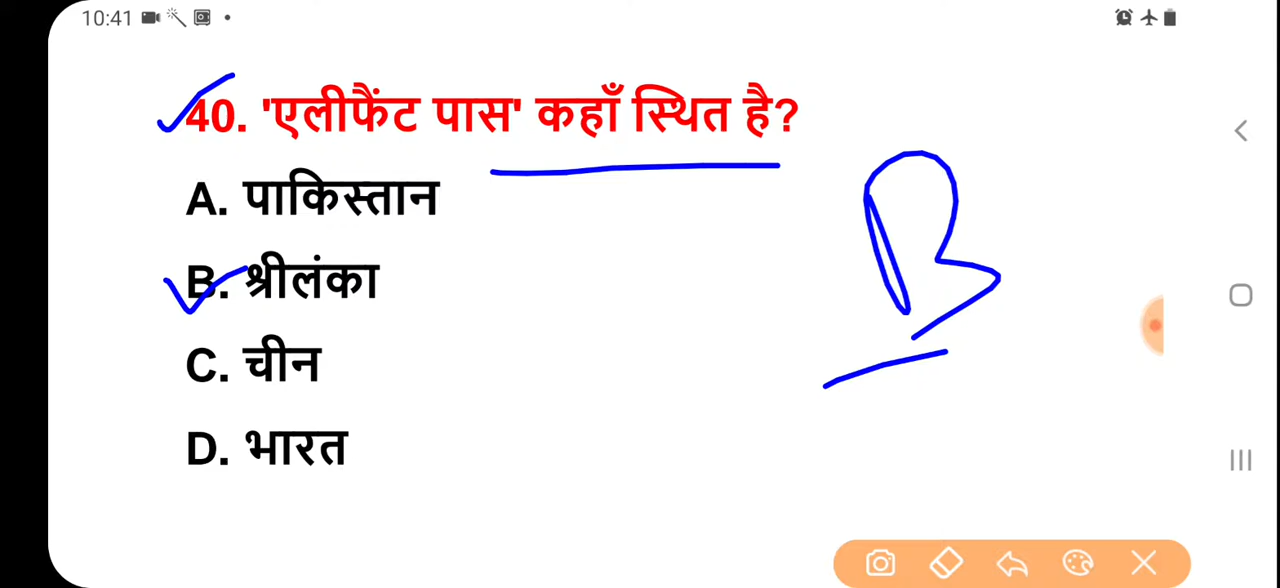 10:41
40. 'एलीफैंट पास' कहाँ स्थित है?
A. पाकिस्तान
B. श्रीलंका
C. चीन
D. भारत
B